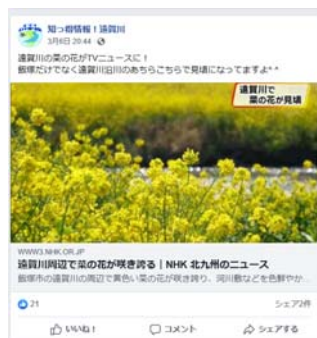 知っ得情報！遠賀川
3月6日 20:44
遠賀川の菜の花がTVニュースに！
飯塚だけでなく遠賀川沿川のあちらこちらで見頃になってますよ^ ^
遠賀川で
菜の花が見頃
WWW3.NHK.OR.JP
遠賀川周辺で菜の花が咲き誇る｜NHK 北九州のニュース
飯塚市の遠賀川の周辺で黄色い菜の花が咲き誇り、河川敷などを色鮮やか…
21
シェア2件
いいね！
コメント
シェアする